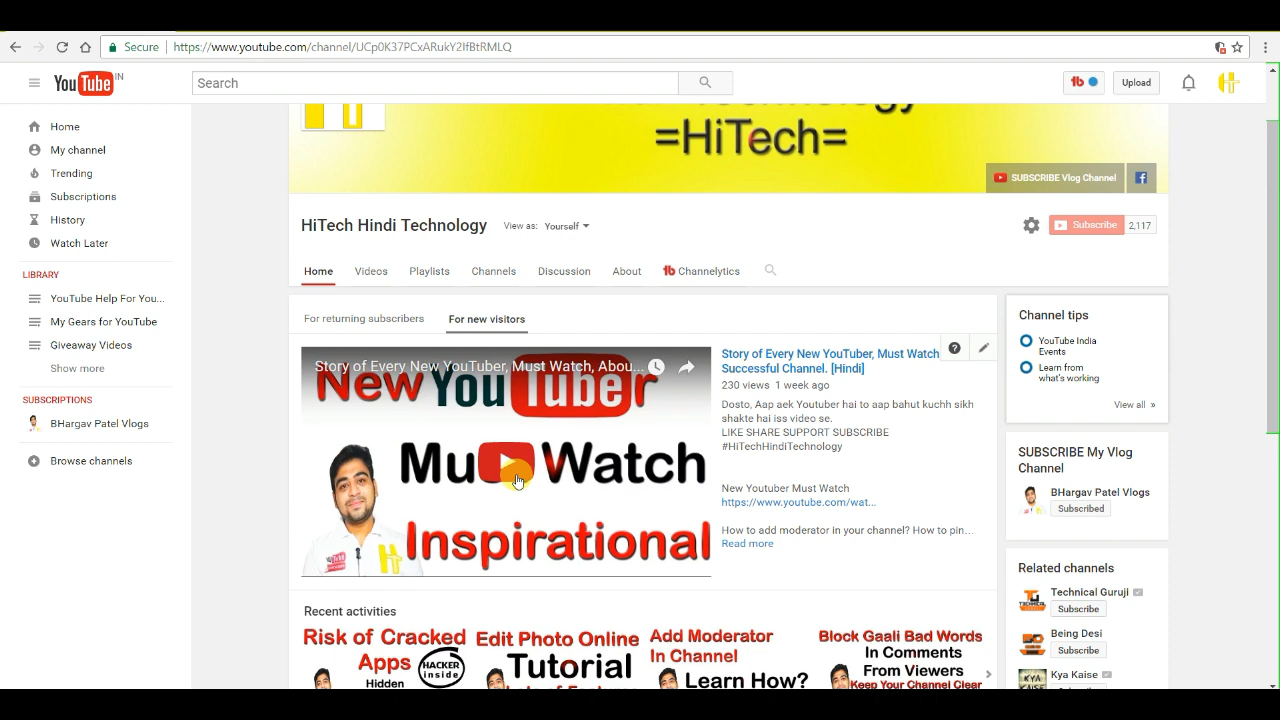 Secure
https://www.youtube.com/channel/UCp0K37PCxARukY2IfBtRMLQ
YouTube IN
Search
Upload
Home
My channel
Trending
Subscriptions
History
Watch Later
LIBRARY
YouTube Help For You...
My Gears for YouTube
Giveaway Videos
Show more
SUBSCRIPTIONS
BHargav Patel Vlogs
Browse channels
=HiTech=
SUBSCRIBE Vlog Channel
HiTech Hindi Technology
View as: Yourself
Subscribe 2,117
Home Videos Playlists Channels Discussion About Channelytics
For returning subscribers For new visitors
Story of Every New YouTuber, Must Watch, Abou...
New YouTuber
Mu Watch
Inspirational
Story of Every New YouTuber, Must Watch
Successful Channel. [Hindi]
230 views 1 week ago
Dosto, Aap aek Youtuber hai to aap bahut kuchh sikh
shakte hai iss video se.
LIKE SHARE SUPPORT SUBSCRIBE
#HiTechHindiTechnology
New Youtuber Must Watch
https://www.youtube.com/wat...
How to add moderator in your channel? How to pin...
Read more
Recent activities
Risk of Cracked
Apps
HACKER
inside
Hidden
Edit Photo Online
Tutorial
Add Moderator
In Channel
Learn How?
Block Gaali Bad Words
In Comments
From Viewers
Keep Your Channel Clear
Channel tips
YouTube India
Events
Learn from
what's working
View all »
SUBSCRIBE My Vlog
Channel
BHargav Patel Vlogs
Subscribed
Related channels
Technical Guruji
Subscribe
Being Desi
Subscribe
Kya Kaise